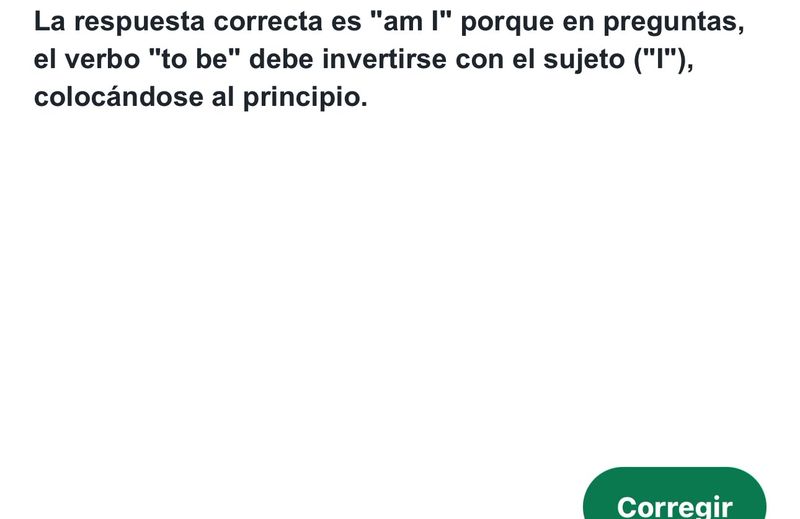 La respuesta correcta es "am I" porque en preguntas,
el verbo "to be" debe invertirse con el sujeto ("I"),
colocándose al principio.
Corregir